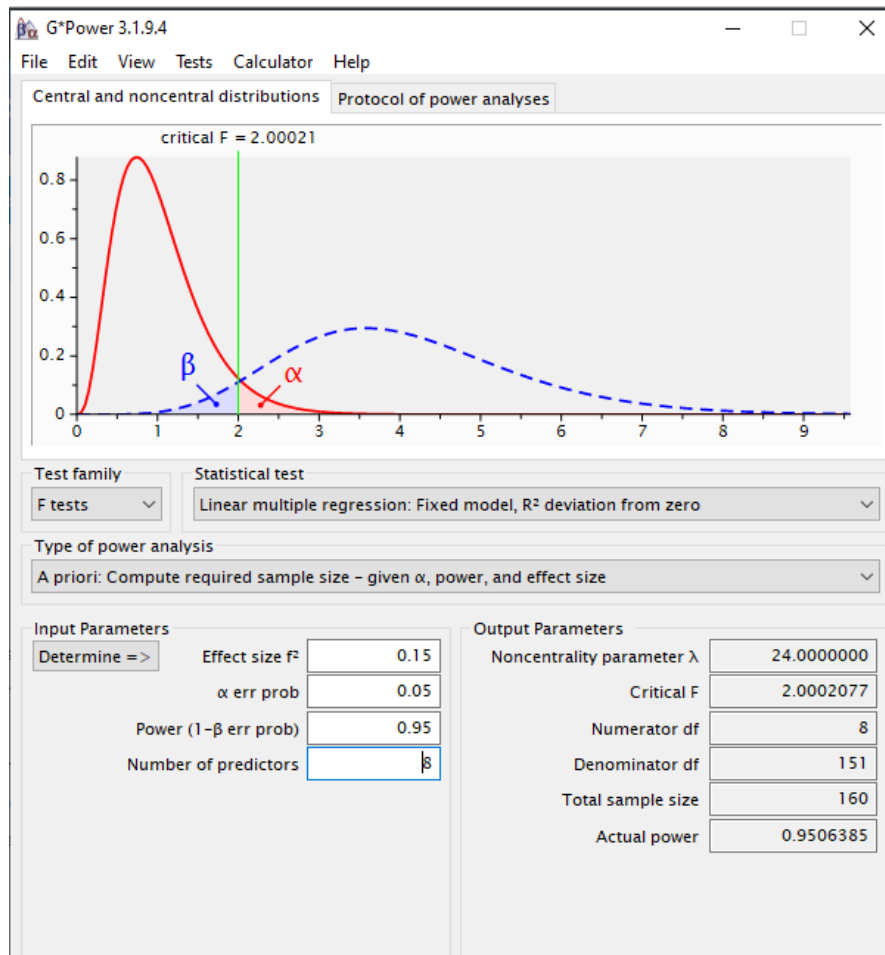 G*Power 3.1.9.4
File Edit View Tests Calculator Help
Central and noncentral distributions Protocol of power analyses
critical F = 2.00021
0.8
0.6
0.4
0.2
0
β
α
0 1 2 3 4 5 6 7 8 9
Test family Statistical test
F tests Linear multiple regression: Fixed model, R² deviation from zero
Type of power analysis
A priori: Compute required sample size – given α, power, and effect size
Input Parameters Output Parameters
Determine => Effect size f² 0.15 Noncentrality parameter λ 24.0000000
α err prob 0.05 Critical F 2.0002077
Power (1-β err prob) 0.95 Numerator df 8
Number of predictors 8 Denominator df 151
Total sample size 160
Actual power 0.9506385